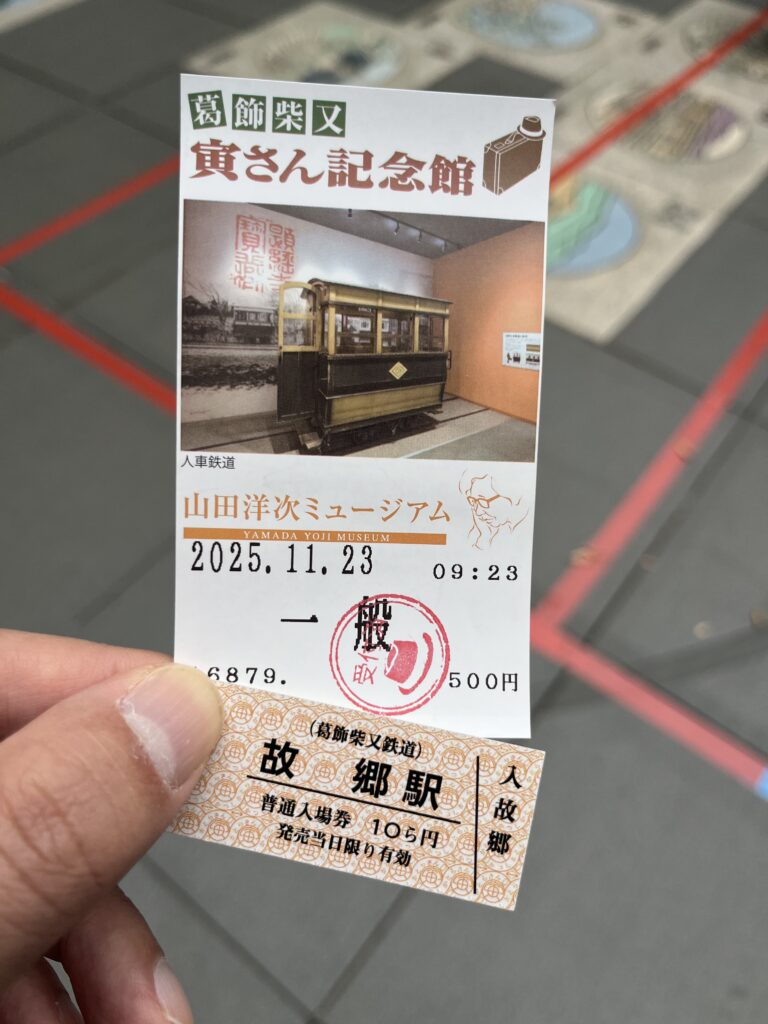 葛飾柴又
寅さん記念館
人車鉄道
山田洋次ミュージアム
YAMADA YOJI MUSEUM
2025.11.23 09:23
一般
6879. 500円
(葛飾柴又鉄道)
故郷駅
普通入場券 10ら円
発売当日限り有効
入故郷